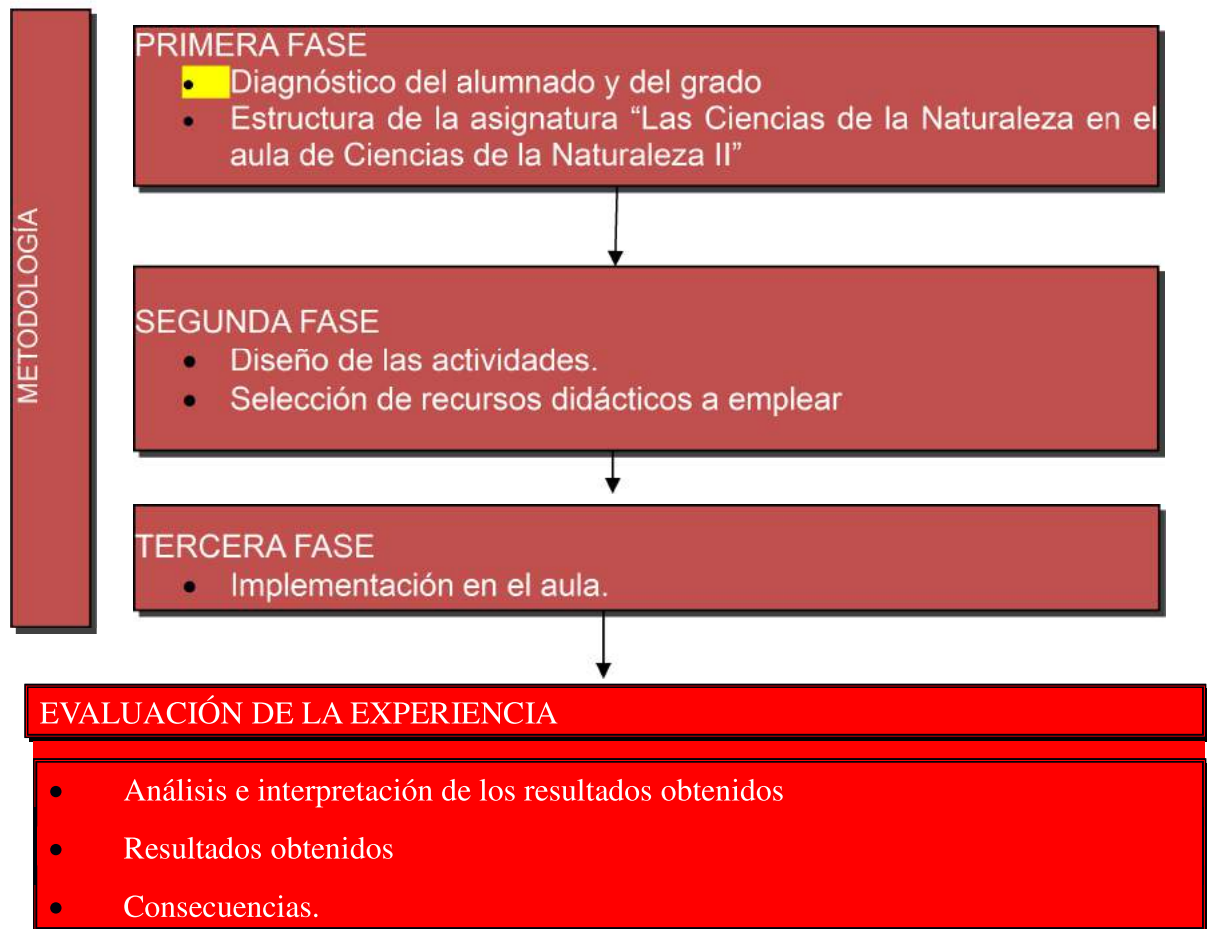 METODOLOGÍA
PRIMERA FASE
• Diagnóstico del alumnado y del grado
• Estructura de la asignatura “Las Ciencias de la Naturaleza en el
aula de Ciencias de la Naturaleza II”
SEGUNDA FASE
• Diseño de las actividades.
• Selección de recursos didácticos a emplear
TERCERA FASE
• Implementación en el aula.
EVALUACIÓN DE LA EXPERIENCIA
• Análisis e interpretación de los resultados obtenidos
• Resultados obtenidos
• Consecuencias.